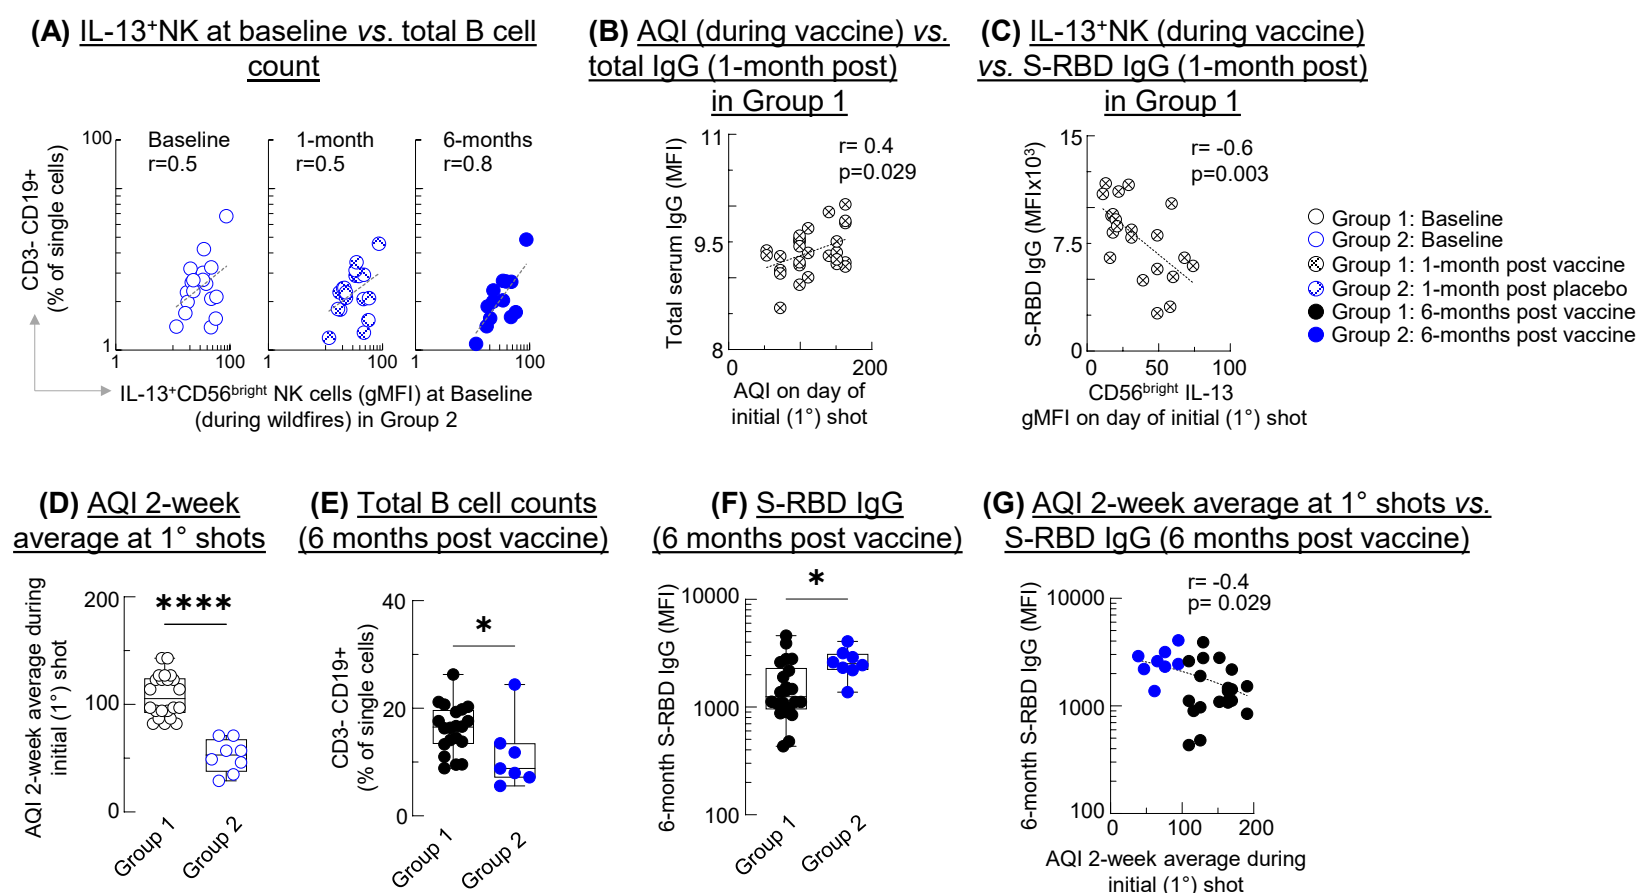 (A) IL-13⁺NK at baseline vs. total B cell
count
Baseline
r=0.5
1-month
r=0.5
6-months
r=0.8
CD3- CD19+
(% of single cells)
100
1
1
100
1
100
1
100
IL-13⁺CD56ᵇʳⁱᵍʰᵗ NK cells (gMFI) at Baseline
(during wildfires) in Group 2
(B) AQI (during vaccine) vs.
total IgG (1-month post)
in Group 1
r= 0.4
p=0.029
Total serum IgG (MFI)
11
9.5
8
0
200
AQI on day of
initial (1°) shot
(C) IL-13⁺NK (during vaccine)
vs. S-RBD IgG (1-month post)
in Group 1
r= -0.6
p=0.003
S-RBD IgG (MFIx10³)
15
7.5
0
0
50
100
CD56ᵇʳⁱᵍʰᵗ IL-13
gMFI on day of initial (1°) shot
Group 1: Baseline
Group 2: Baseline
Group 1: 1-month post vaccine
Group 2: 1-month post placebo
Group 1: 6-months post vaccine
Group 2: 6-months post vaccine
(D) AQI 2-week
average at 1° shots
AQI 2-week average during
initial (1°) shot
200
100
0
****
Group 1
Group 2
(E) Total B cell counts
(6 months post vaccine)
CD3- CD19+
(% of single cells)
40
20
0
*
Group 1
Group 2
(F) S-RBD IgG
(6 months post vaccine)
6-month S-RBD IgG (MFI)
10000
1000
100
*
Group 1
Group 2
(G) AQI 2-week average at 1° shots vs.
S-RBD IgG (6 months post vaccine)
r= -0.4
p= 0.029
6-month S-RBD IgG (MFI)
10000
1000
100
0
100
200
AQI 2-week average during
initial (1°) shot